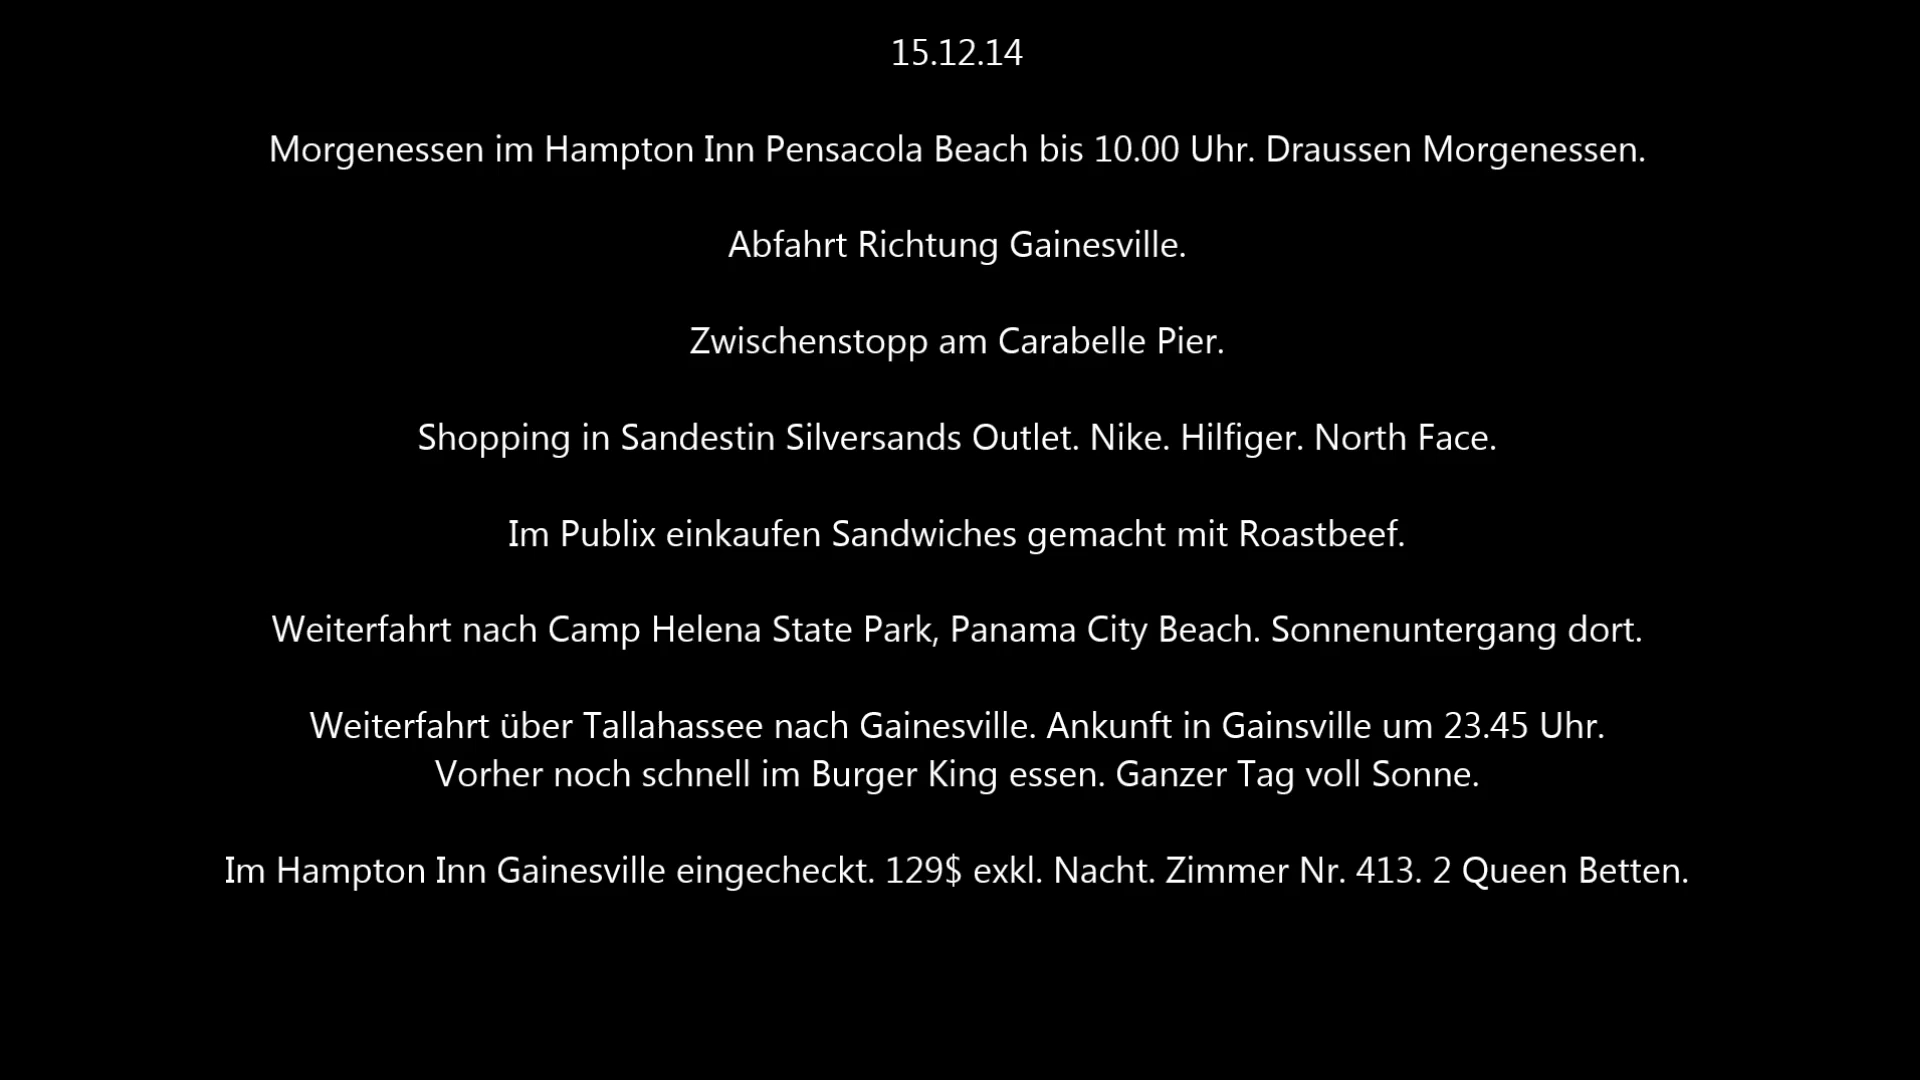 15.12.14
Morgenessen im Hampton Inn Pensacola Beach bis 10.00 Uhr. Draussen Morgenessen.
Abfahrt Richtung Gainesville.
Zwischenstopp am Carabelle Pier.
Shopping in Sandestin Silversands Outlet. Nike. Hilfiger. North Face.
Im Publix einkaufen Sandwiches gemacht mit Roastbeef.
Weiterfahrt nach Camp Helena State Park, Panama City Beach. Sonnenuntergang dort.
Weiterfahrt über Tallahassee nach Gainesville. Ankunft in Gainsville um 23.45 Uhr.
Vorher noch schnell im Burger King essen. Ganzer Tag voll Sonne.
Im Hampton Inn Gainesville eingecheckt. 129$ exkl. Nacht. Zimmer Nr. 413. 2 Queen Betten.